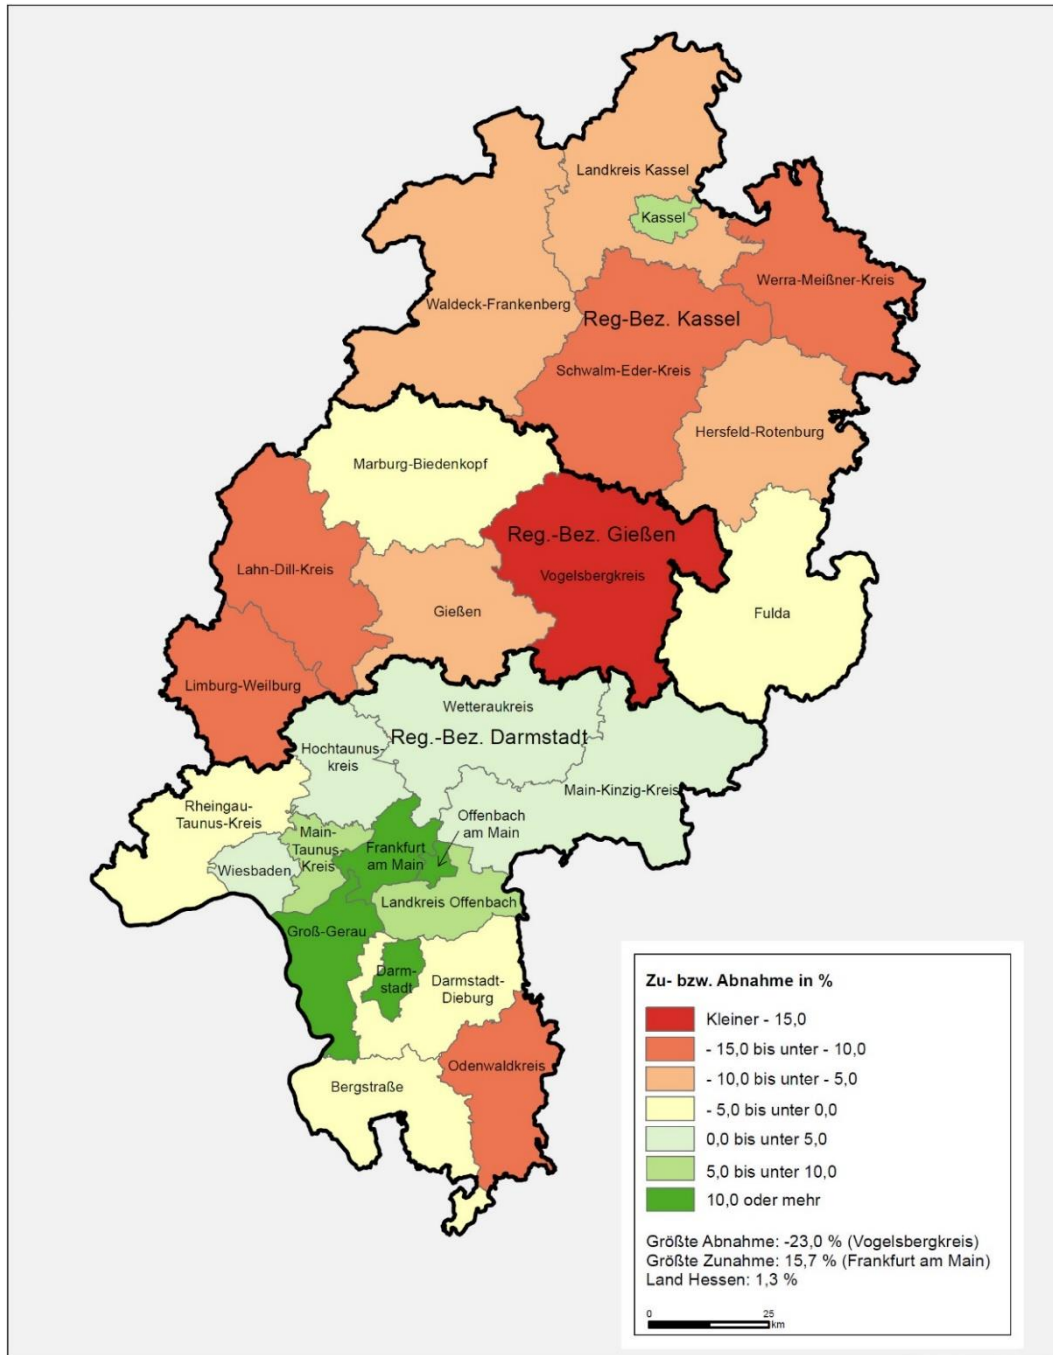 Landkreis Kassel
Kassel
Werra-Meißner-Kreis
Waldeck-Frankenberg
Reg-Bez. Kassel
Schwalm-Eder-Kreis
Hersfeld-Rotenburg
Marburg-Biedenkopf
Reg.-Bez. Gießen
Lahn-Dill-Kreis
Vogelsbergkreis
Gießen
Fulda
Limburg-Weilburg
Wetteraukreis
Reg.-Bez. Darmstadt
Hochtaunus-
kreis
Main-Kinzig-Kreis
Rheingau-
Taunus-Kreis
Offenbach
am Main
Main-
Taunus-
Kreis
Frankfurt
am Main
Wiesbaden
Landkreis Offenbach
Groß-Gerau
Darm-
stadt
Darmstadt-
Dieburg
Odenwaldkreis
Bergstraße
Zu- bzw. Abnahme in %
Kleiner - 15,0
- 15,0 bis unter - 10,0
- 10,0 bis unter - 5,0
- 5,0 bis unter 0,0
0,0 bis unter 5,0
5,0 bis unter 10,0
10,0 oder mehr
Größte Abnahme: -23,0 % (Vogelsbergkreis)
Größte Zunahme: 15,7 % (Frankfurt am Main)
Land Hessen: 1,3 %
0 25
km